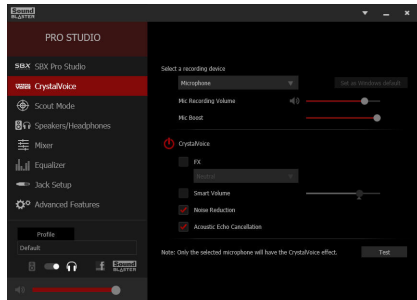 Sound
BLASTER
PRO STUDIO
SBX SBX Pro Studio
CrystalVoice
Scout Mode
Speakers/Headphones
Mixer
Equalizer
Jack Setup
Advanced Features
Profile
Default
Sound
BLASTER
Select a recording device
Microphone
Set as Windows default
Mic Recording Volume
Mic Boost
CrystalVoice
FX
Neutral
Smart Volume
Noise Reduction
Acoustic Echo Cancellation
Note: Only the selected microphone will have the CrystalVoice effect.
Test